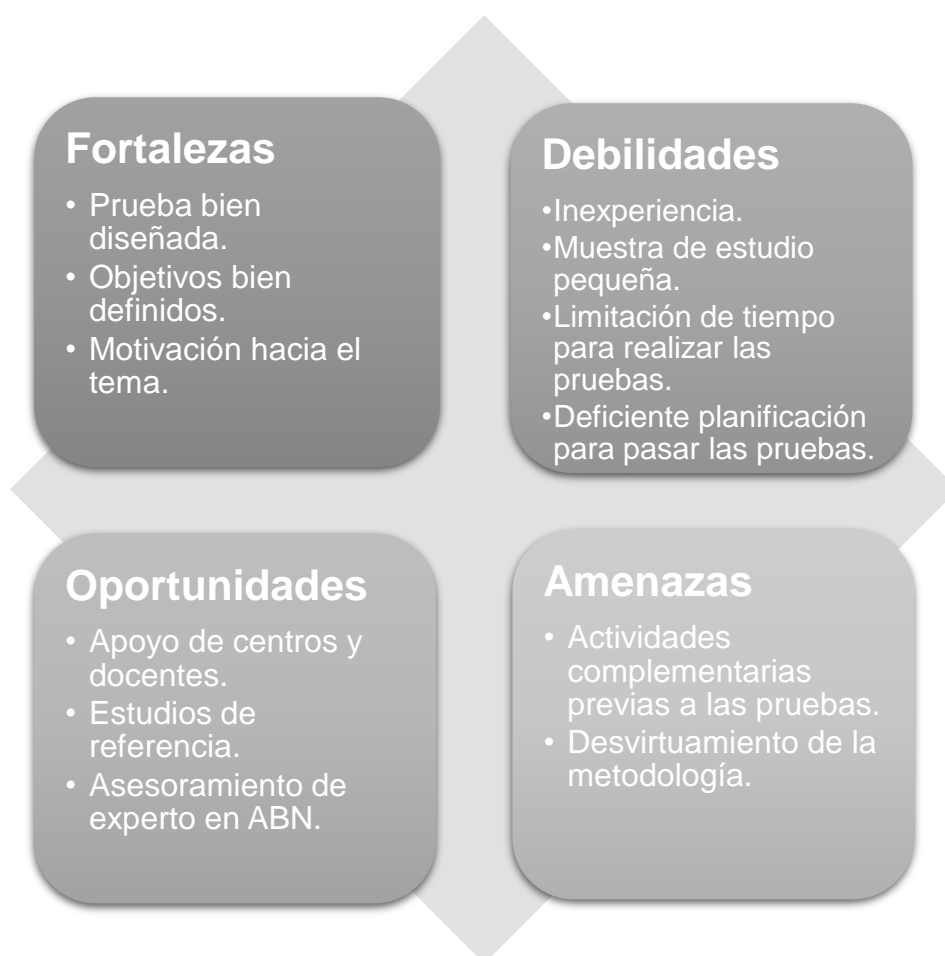 Fortalezas
• Prueba bien
diseñada.
• Objetivos bien
definidos.
• Motivación hacia el
tema.
Debilidades
•Inexperiencia.
•Muestra de estudio
pequeña.
•Limitación de tiempo
para realizar las
pruebas.
•Deficiente planificación
para pasar las pruebas.
Oportunidades
• Apoyo de centros y
docentes.
• Estudios de
referencia.
• Asesoramiento de
experto en ABN.
Amenazas
• Actividades
complementarias
previas a las pruebas.
• Desvirtuamiento de la
metodología.